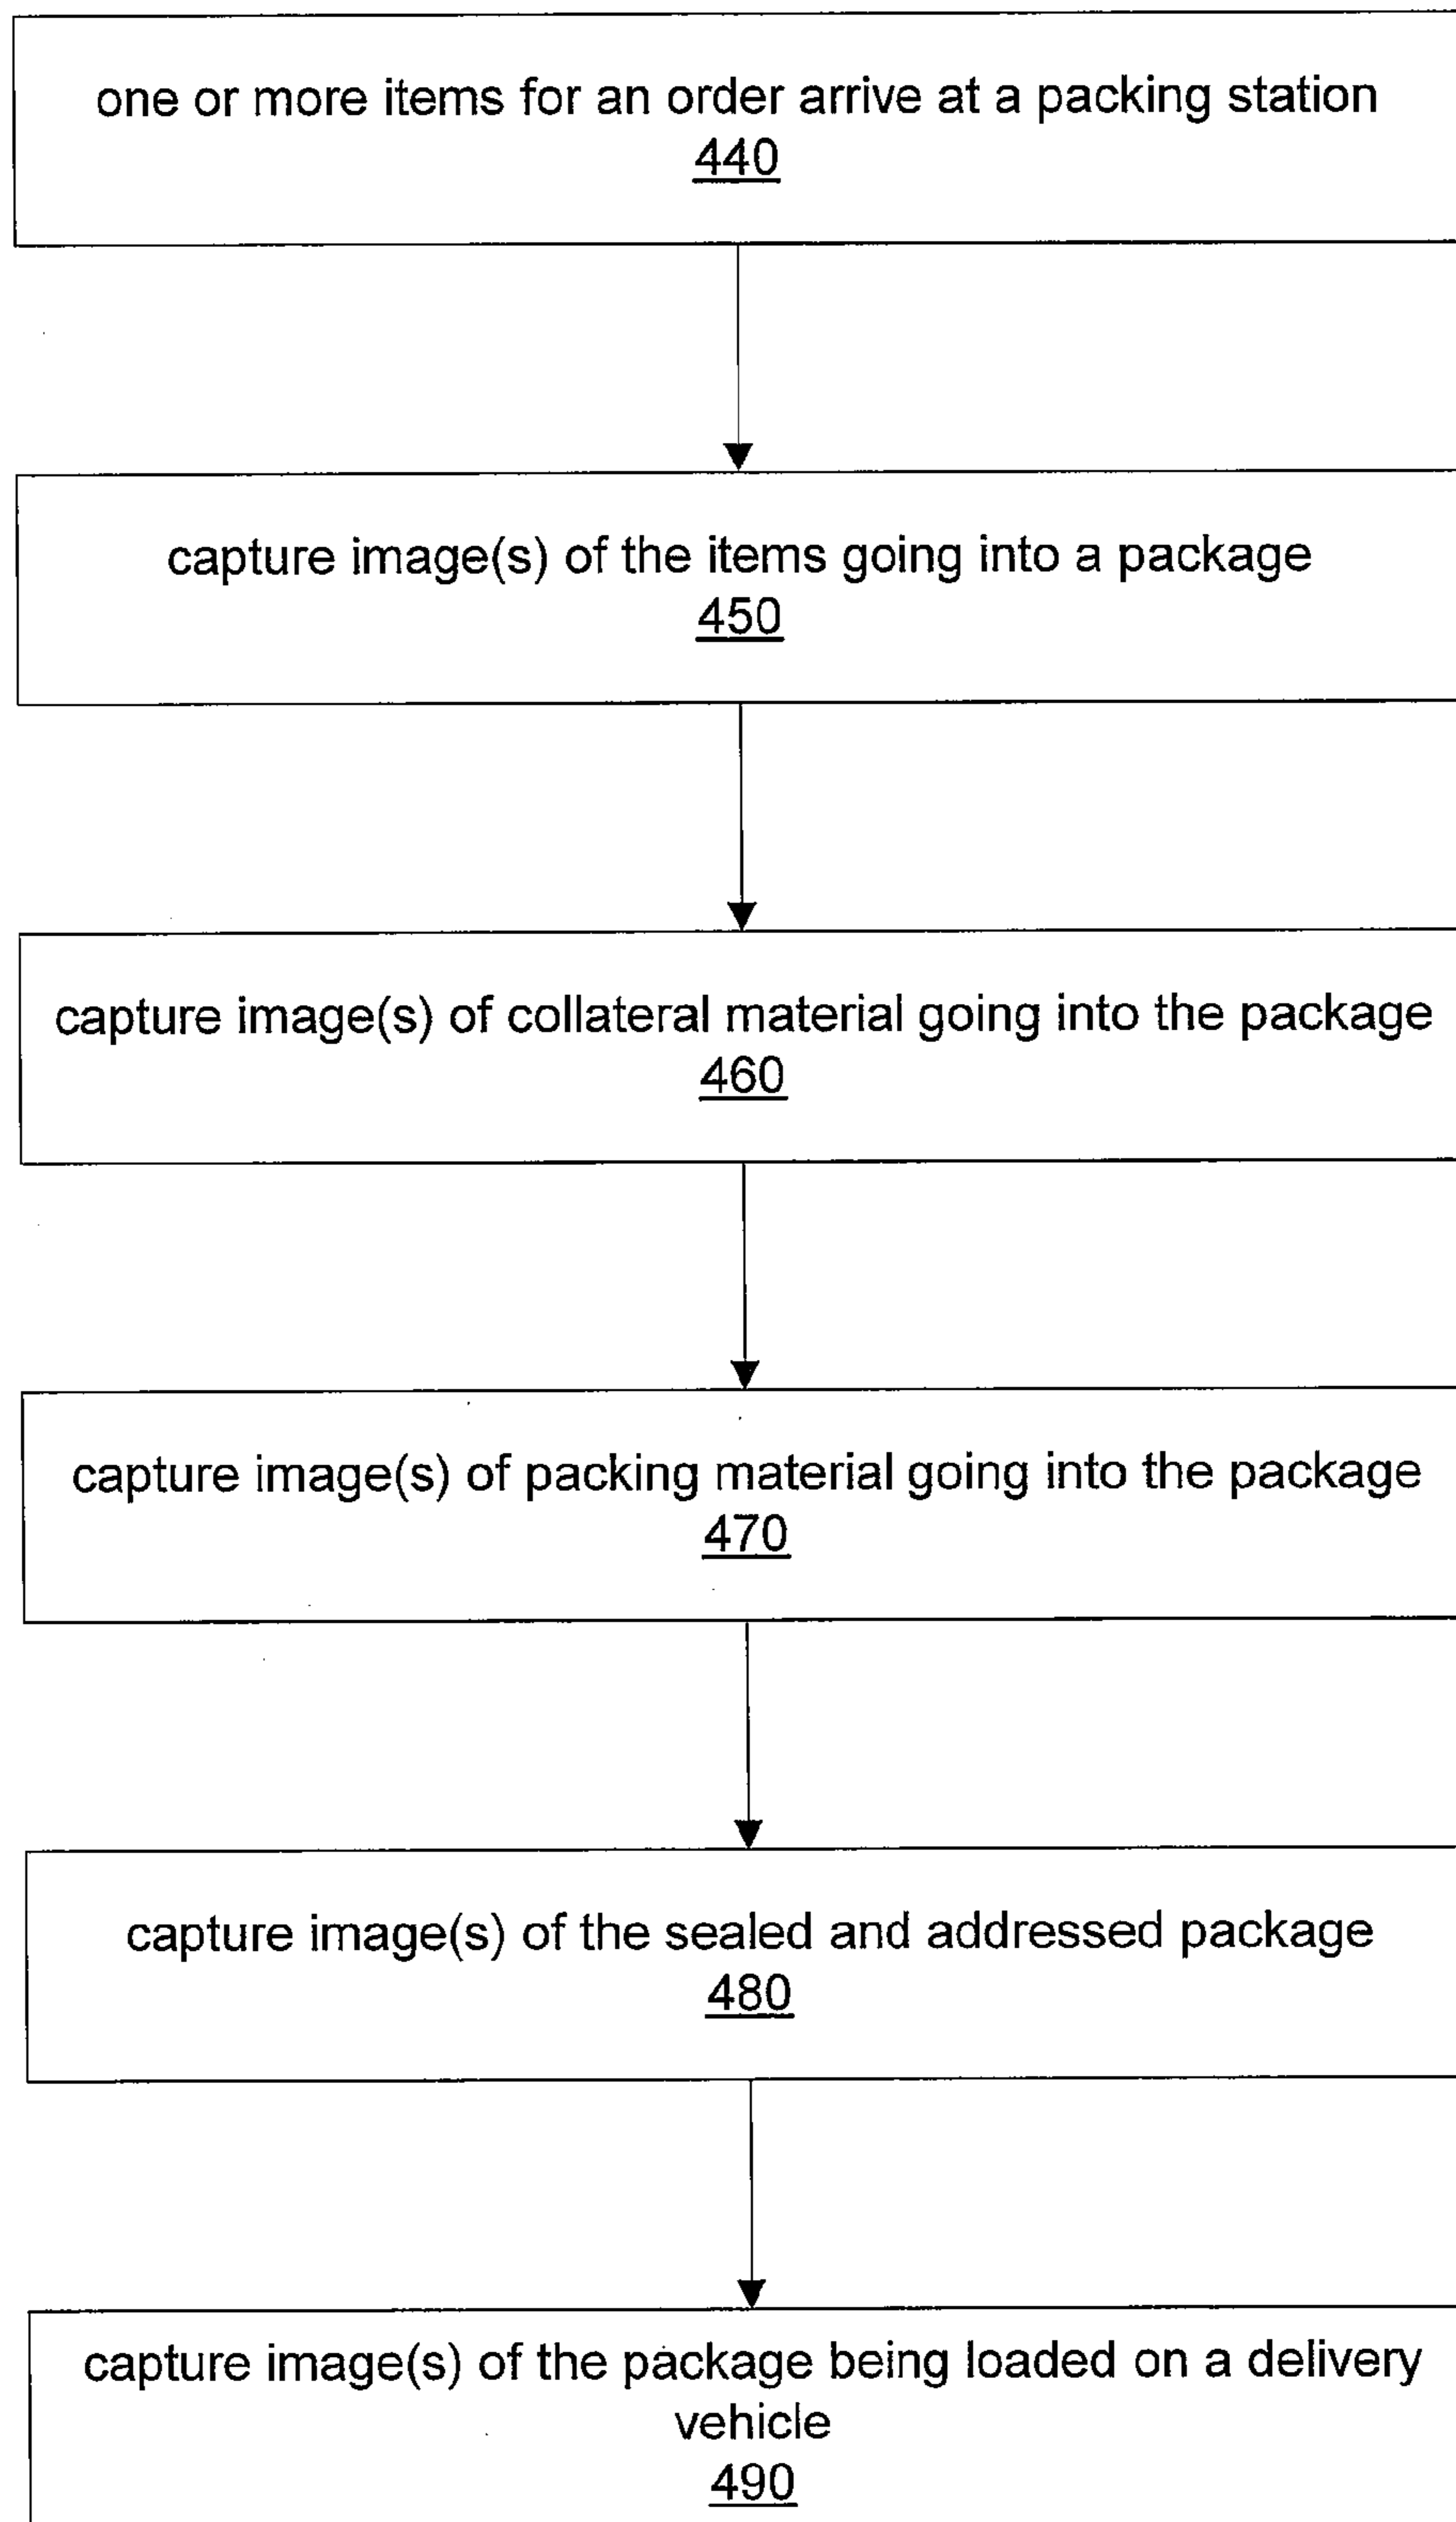 one or more items for an order arrive at a packing station
440
capture image(s) of the items going into a package
450
capture image(s) of collateral material going into the package
460
capture image(s) of packing material going into the package
470
capture image(s) of the sealed and addressed package
480
capture image(s) of the package being loaded on a delivery
vehicle
490